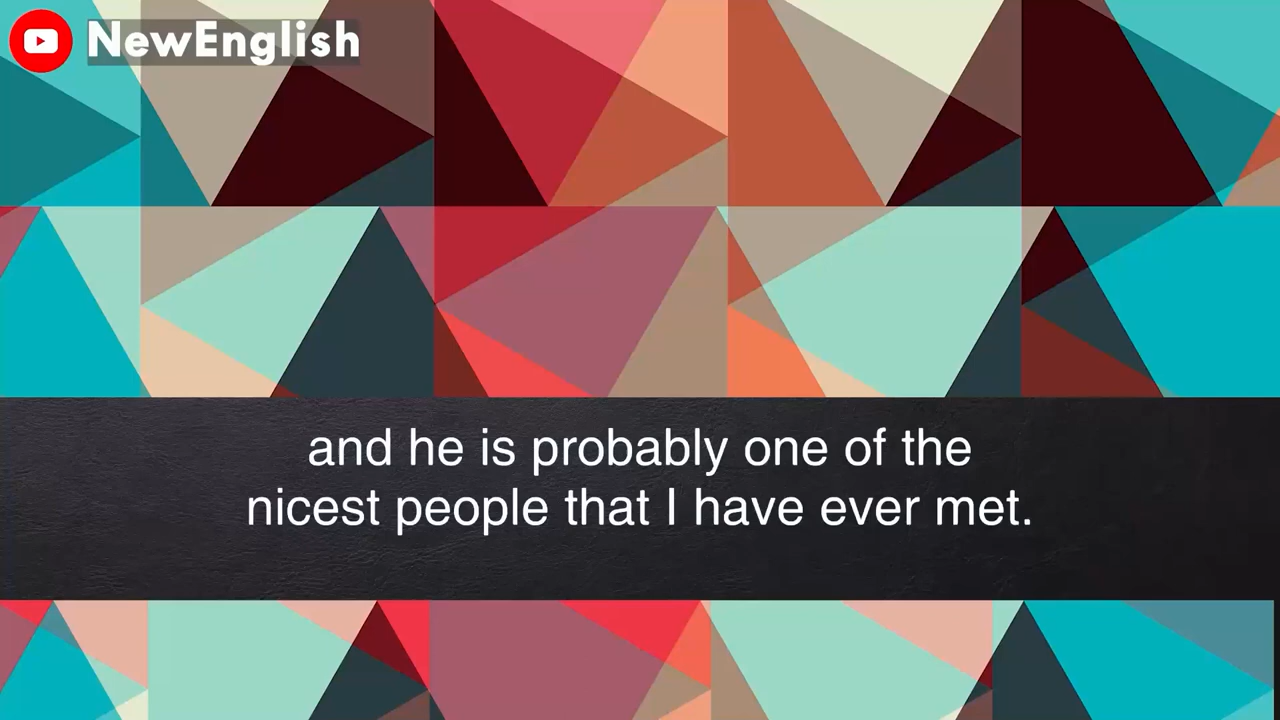 NewEnglish
and he is probably one of the
nicest people that I have ever met.